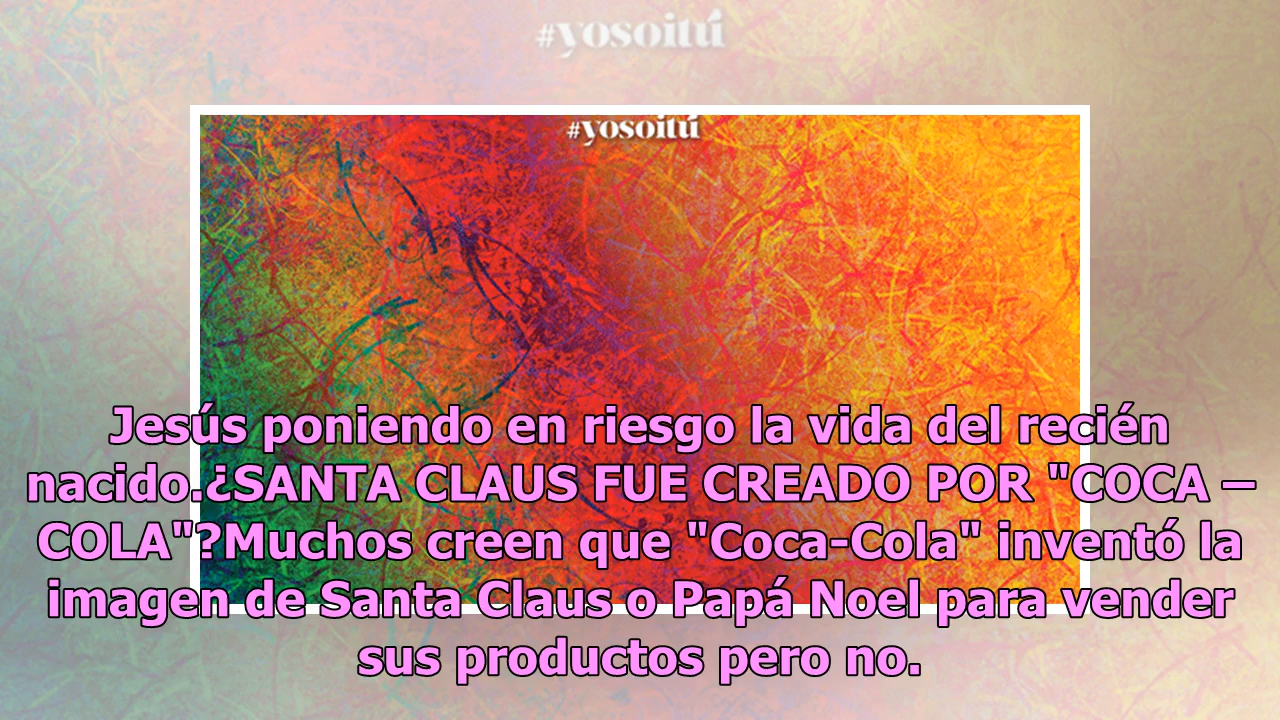 #yosoitú
#yosoitú
Jesús poniendo en riesgo la vida del recién
nacido.¿SANTA CLAUS FUE CREADO POR "COCA –
COLA"?Muchos creen que "Coca-Cola" inventó la
imagen de Santa Claus o Papá Noel para vender
sus productos pero no.